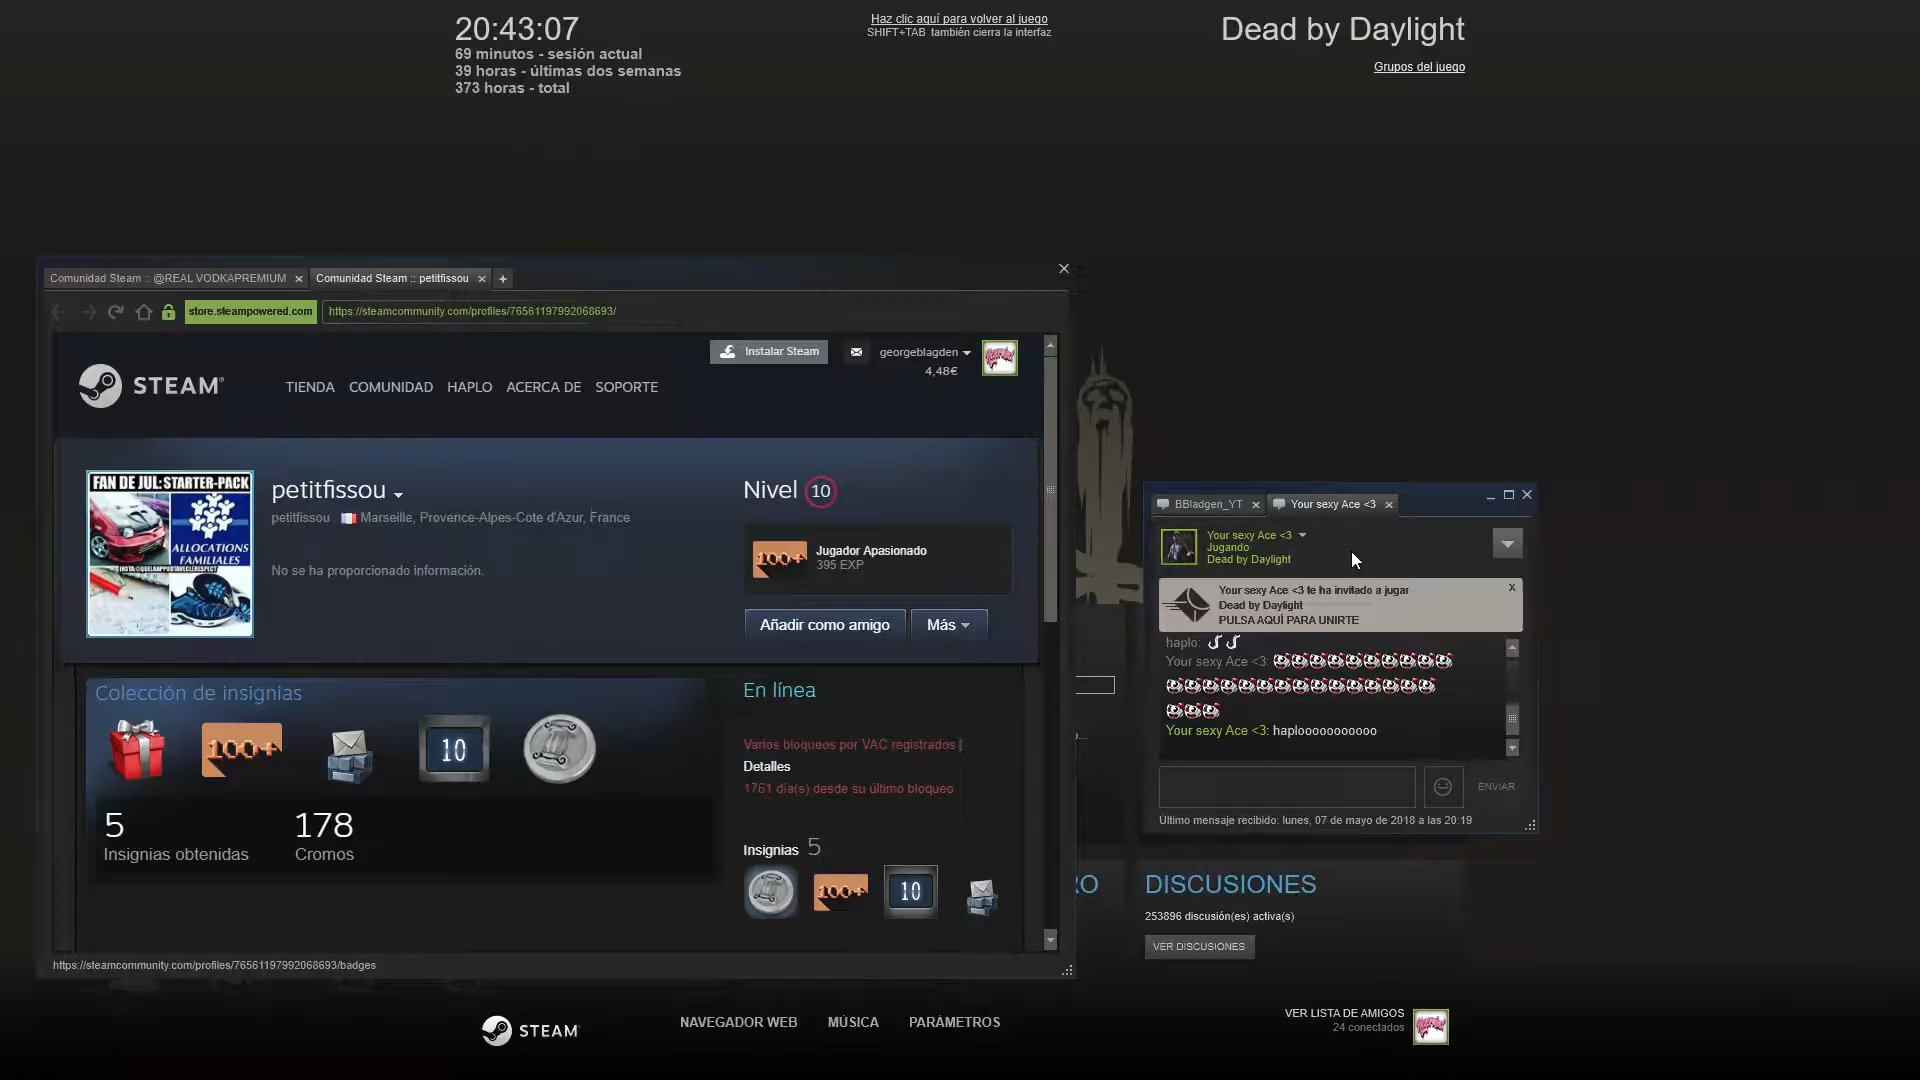 20:43:07
69 minutos - sesión actual
39 horas - últimas dos semanas
373 horas - total
Haz clic aquí para volver al juego
SHIFT+TAB también cierra la interfaz
Dead by Daylight
Grupos del juego
Comunidad Steam :: @REAL VODKAPREMIUM
Comunidad Steam :: petitfissou
store.steampowered.com
https://steamcommunity.com/profiles/76561197992068693/
Instalar Steam
georgeblagden
4,48€
STEAM
TIENDA COMUNIDAD HAPLO ACERCA DE SOPORTE
FAN DE JUL: STARTER-PACK
ALLOCATIONS
FAMILIALES
petitfissou
petitfissou Marseille, Provence-Alpes-Cote d'Azur, France
No se ha proporcionado información.
Nivel 10
100+
Jugador Apasionado
395 EXP
Añadir como amigo
Más
Colección de insignias
100+
10
5
Insignias obtenidas
178
Cromos
En línea
Varios bloqueos por VAC registrados |
Detalles
1761 día(s) desde su último bloqueo
Insignias 5
100+
10
https://steamcommunity.com/profiles/76561197992068693/badges
BBladgen_YT
Your sexy Ace <3
Your sexy Ace <3
Jugando
Dead by Daylight
Your sexy Ace <3 te ha invitado a jugar
Dead by Daylight
PULSA AQUÍ PARA UNIRTE
X
haplo:
Your sexy Ace <3:
Your sexy Ace <3: haplooooooooooo
ENVIAR
Último mensaje recibido: lunes, 07 de mayo de 2018 a las 20:19
RO
DISCUSIONES
253896 discusión(es) activa(s)
VER DISCUSIONES
STEAM
NAVEGADOR WEB MÚSICA PARÁMETROS
VER LISTA DE AMIGOS
24 conectados